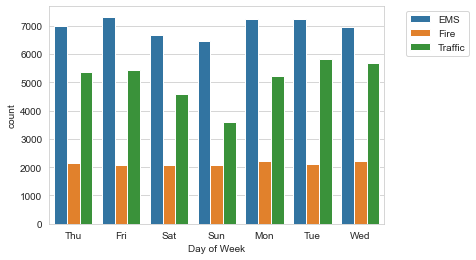 EMS
Fire
Traffic
7000
6000
5000
4000
3000
2000
1000
0
count
Thu Fri Sat Sun Mon Tue Wed
Day of Week